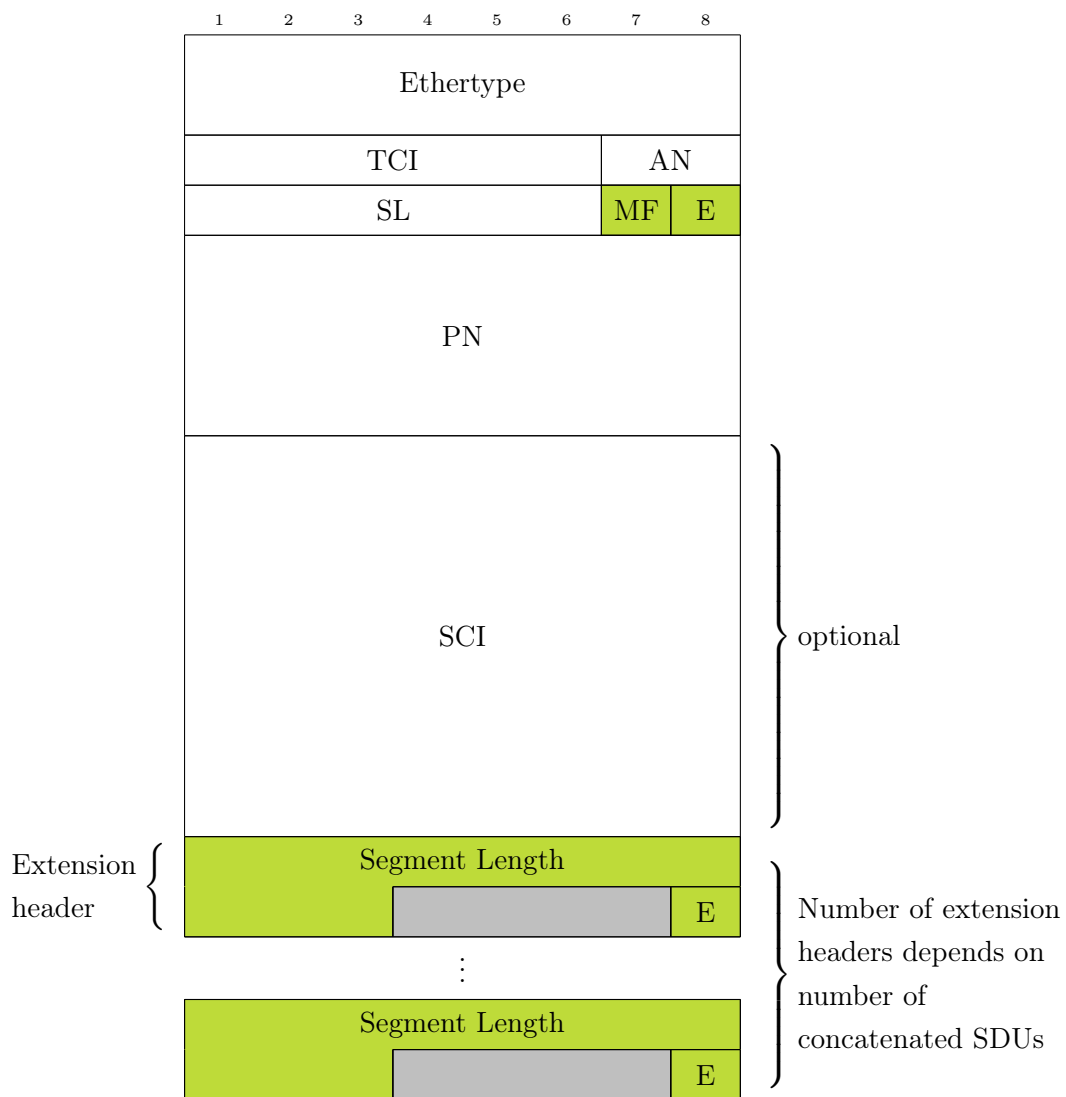 1 2 3 4 5 6 7 8
Ethertype
TCI AN
SL MF E
PN
SCI
optional
Segment Length
E
Extension
header
⋮
Segment Length
E
Number of extension
headers depends on
number of
concatenated SDUs